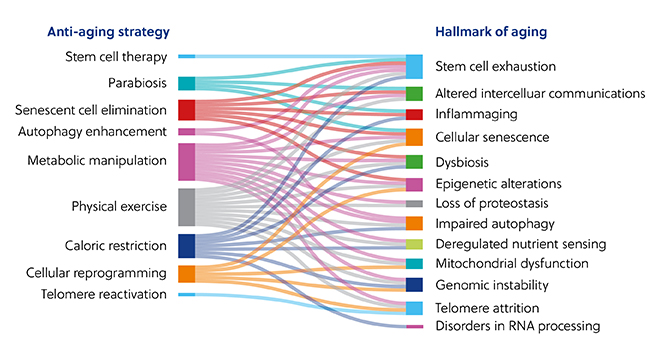 Anti-aging strategy
Stem cell therapy
Parabiosis
Senescent cell elimination
Autophagy enhancement
Metabolic manipulation
Physical exercise
Caloric restriction
Cellular reprogramming
Telomere reactivation
Hallmark of aging
Stem cell exhaustion
Altered intercelluar communications
Inflammaging
Cellular senescence
Dysbiosis
Epigenetic alterations
Loss of proteostasis
Impaired autophagy
Deregulated nutrient sensing
Mitochondrial dysfunction
Genomic instability
Telomere attrition
Disorders in RNA processing